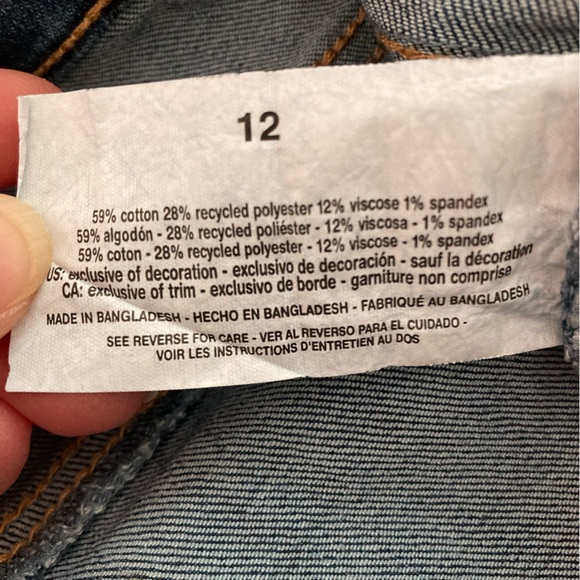 12
59% cotton 28% recycled polyester 12% viscose 1% spandex
59% algodón - 28% recycled poliéster - 12% viscosa - 1% spandex
59% coton - 28% recycled polyester - 12% viscose - 1% spandex
US: exclusive of decoration - exclusivo de decoración - sauf la décoration
CA: exclusive of trim - exclusivo de borde - garniture non comprise
MADE IN BANGLADESH - HECHO EN BANGLADESH - FABRIQUÉ AU BANGLADESH
SEE REVERSE FOR CARE - VER AL REVERSO PARA EL CUIDADO -
VOIR LES INSTRUCTIONS D'ENTRETIEN AU DOS